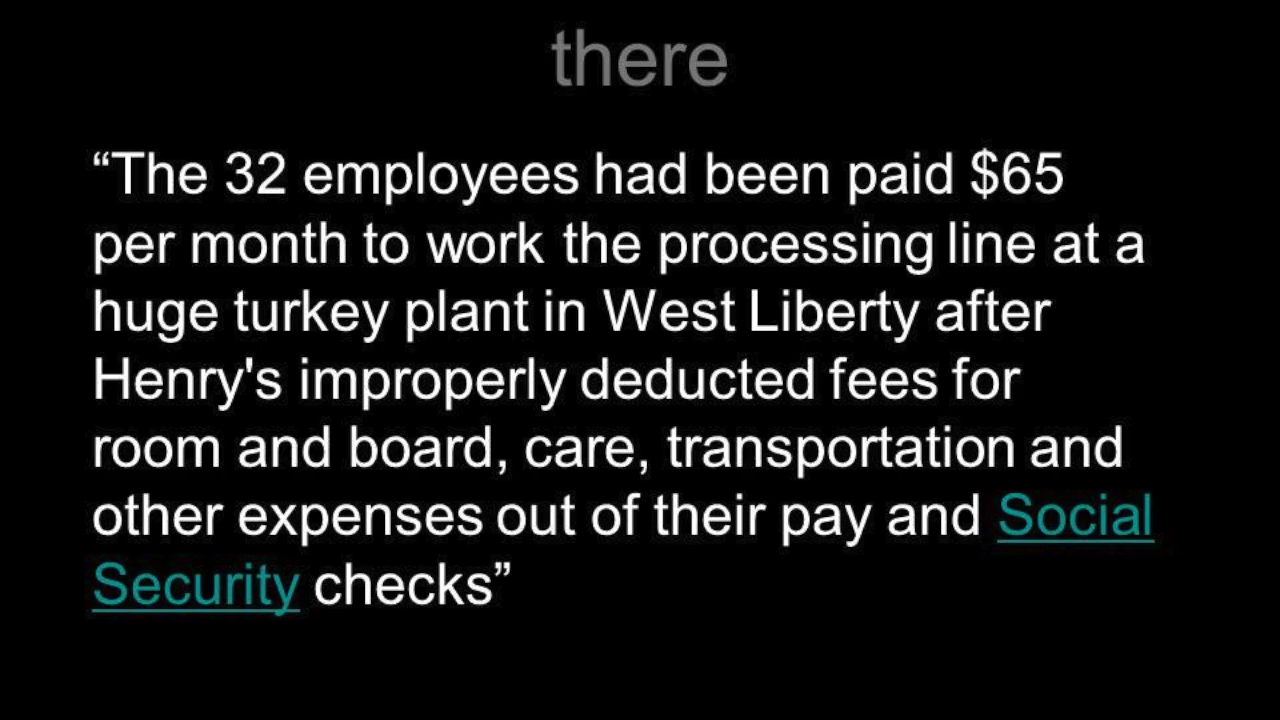 there
“The 32 employees had been paid $65
per month to work the processing line at a
huge turkey plant in West Liberty after
Henry's improperly deducted fees for
room and board, care, transportation and
other expenses out of their pay and Social
Security checks”